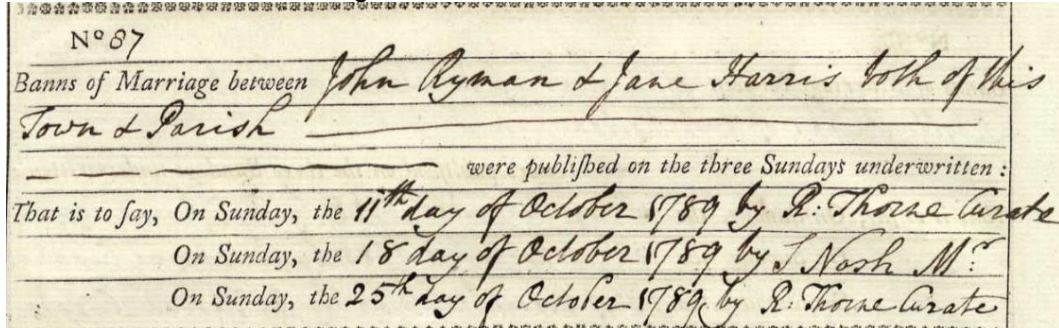 Nº 87
Banns of Marriage between John Ryman & Jane Harris both of this
Town & Parish
were publiſhed on the three Sundays underwritten :
That is to ſay, On Sunday, the 11th day of October 1789 by R: Thorne Curate
On Sunday, the 18 day of October 1789 by S Nash Mr:
On Sunday, the 25th day of October 1789 by R: Thorne Curate